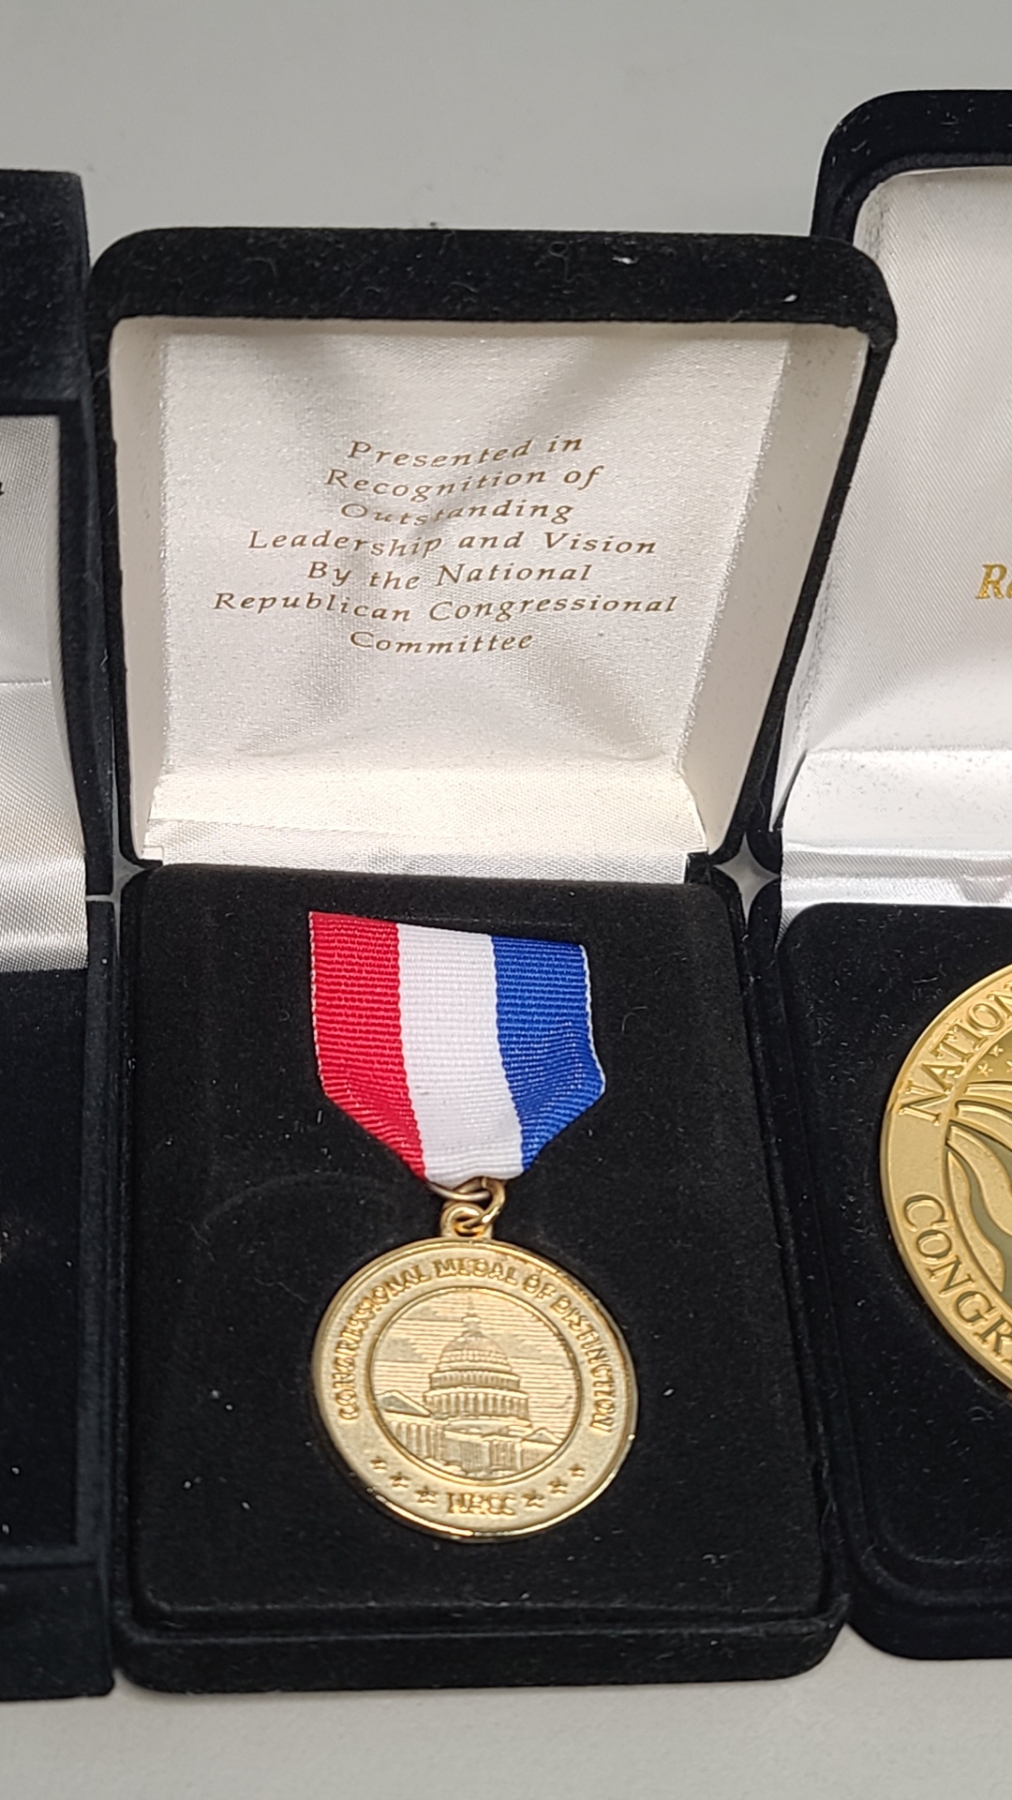 Presented in
Recognition of
Outstanding
Leadership and Vision
By the National
Republican Congressional
Committee
CONGRESSIONAL MEDAL OF DISTINCTION
NRCC
NATION
CONGR